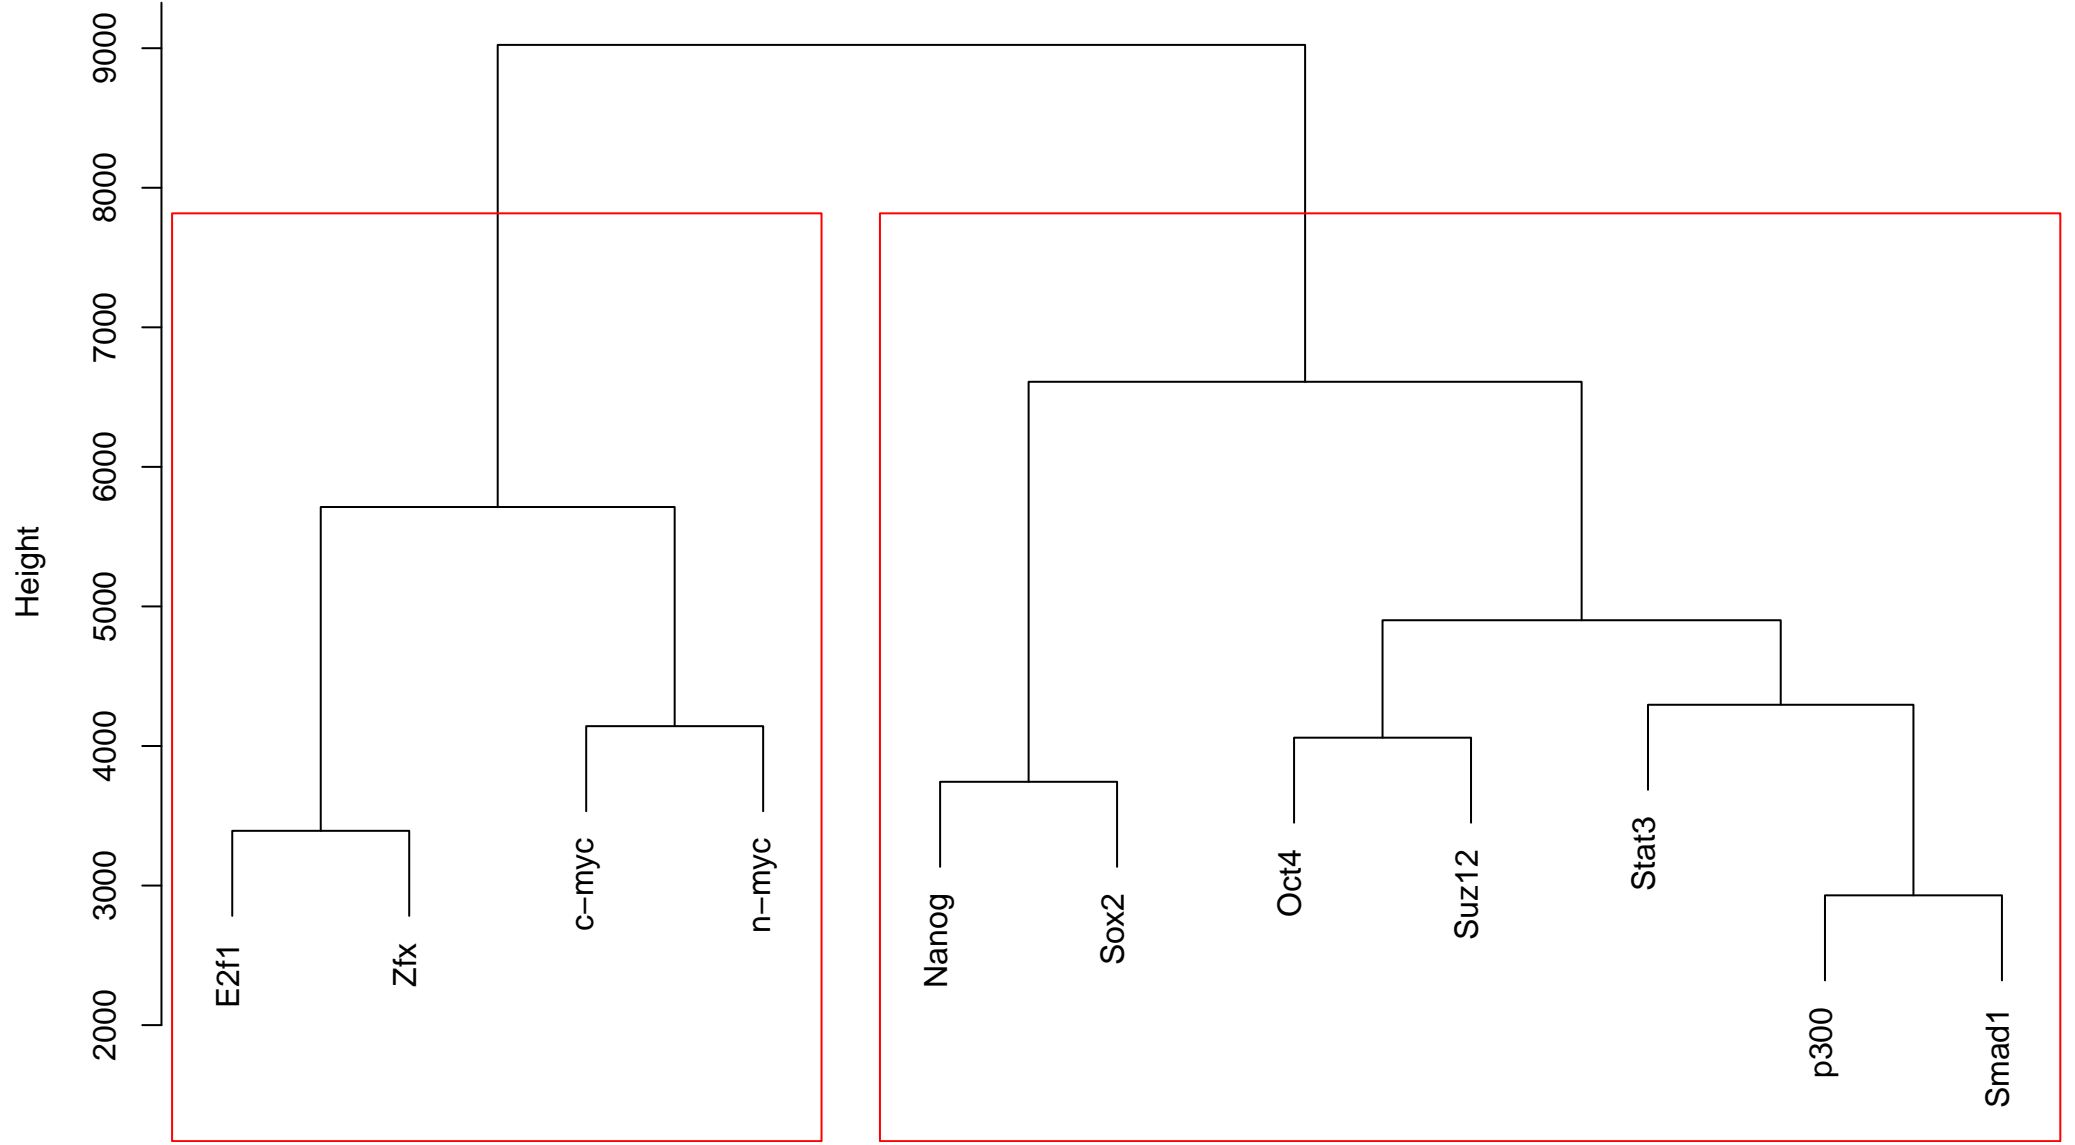 Height
9000
8000
7000
6000
5000
4000
3000
2000
E2f1
Zfx
c−myc
n−myc
Nanog
Sox2
Oct4
Suz12
Stat3
p300
Smad1